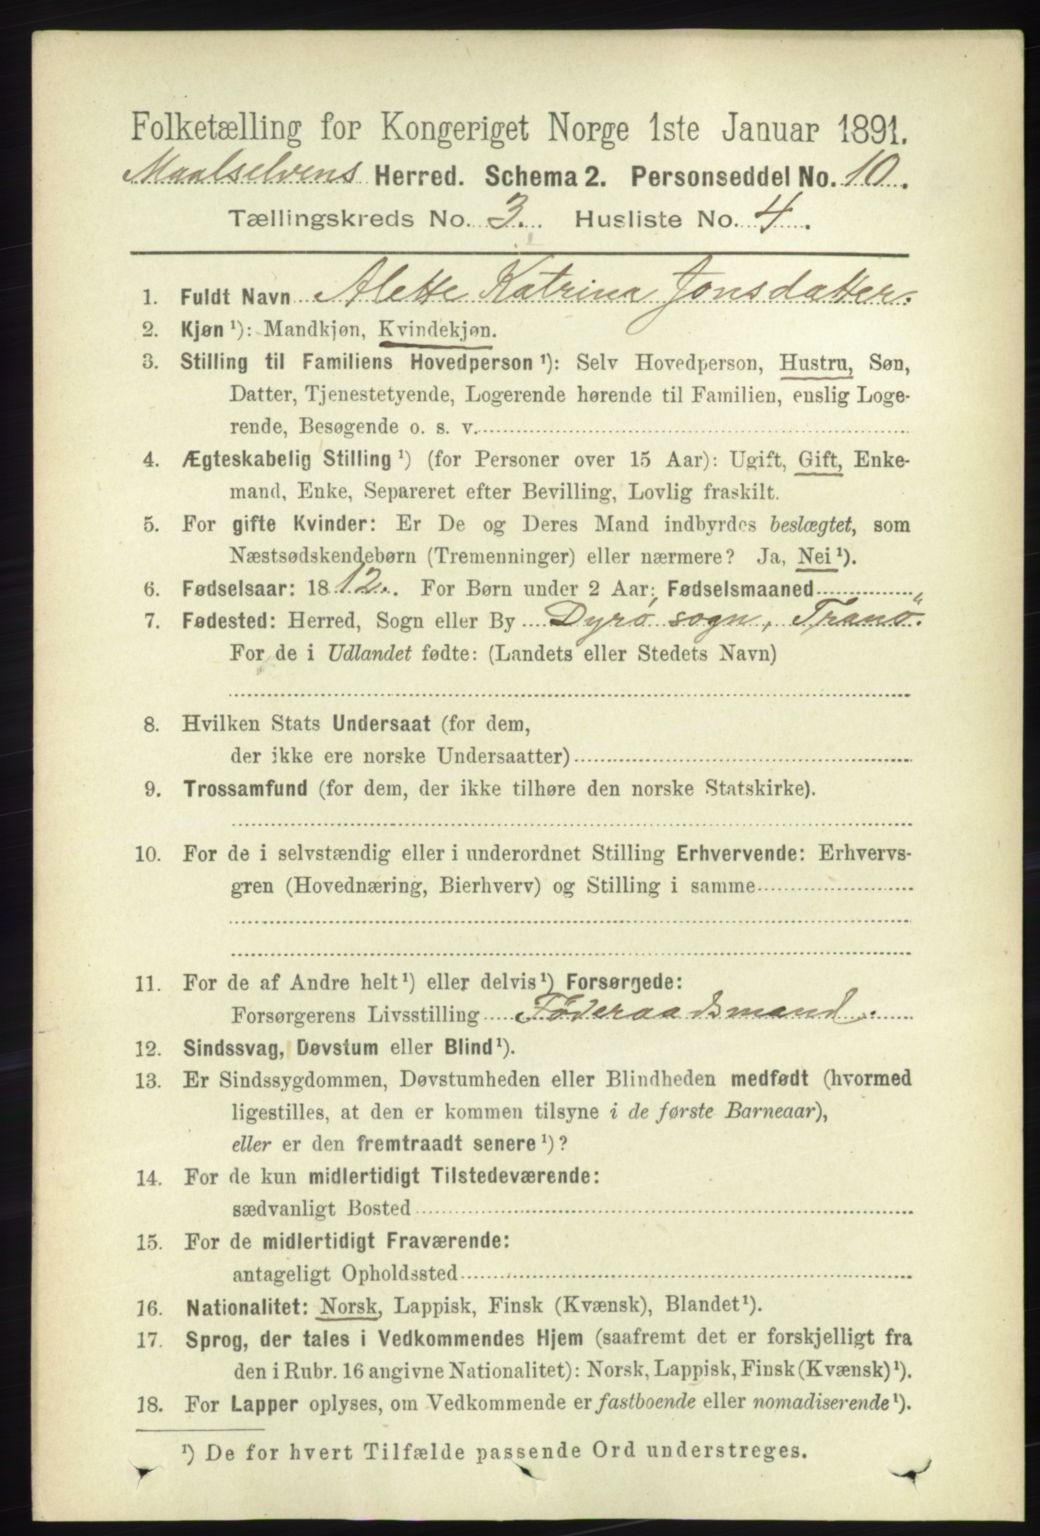 Folketælling for Kongeriget Norge 1ste Januar 1891.
Maalselvens Herred. Schema 2. Personseddel No. 10.
Tællingskreds No. 3. Husliste No. 4.
1. Fuldt Navn Alette Katrina Jonsdatter.
2. Kjøn ¹): Mandkjøn, Kvindekjøn.
3. Stilling til Familiens Hovedperson ¹): Selv Hovedperson, Hustru, Søn,
Datter, Tjenestetyende, Logerende hørende til Familien, enslig Loge-
rende, Besøgende o. s. v.
4. Ægteskabelig Stilling ¹) (for Personer over 15 Aar): Ugift, Gift, Enke-
mand, Enke, Separeret efter Bevilling, Lovlig fraskilt.
5. For gifte Kvinder: Er De og Deres Mand indbyrdes beslægtet, som
Næstsødskendebørn (Tremenninger) eller nærmere? Ja, Nei ¹).
6. Fødselsaar: 1812. For Børn under 2 Aar: Fødselsmaaned
7. Fødested: Herred, Sogn eller By Dyrø sogn, Tranö.
For de i Udlandet fødte: (Landets eller Stedets Navn)
8. Hvilken Stats Undersaat (for dem,
der ikke ere norske Undersaatter)
9. Trossamfund (for dem, der ikke tilhøre den norske Statskirke).
10. For de i selvstændig eller i underordnet Stilling Erhvervende: Erhvervs-
gren (Hovednæring, Bierhverv) og Stilling i samme
11. For de af Andre helt ¹) eller delvis ¹) Forsørgede:
Forsørgerens Livsstilling Føderaadsmand.
12. Sindssvag, Døvstum eller Blind ¹).
13. Er Sindssygdommen, Døvstumheden eller Blindheden medfødt (hvormed
ligestilles, at den er kommen tilsyne i de første Barneaar),
eller er den fremtraadt senere ¹)?
14. For de kun midlertidigt Tilstedeværende:
sædvanligt Bosted
15. For de midlertidigt Fraværende:
antageligt Opholdssted
16. Nationalitet: Norsk, Lappisk, Finsk (Kvænsk), Blandet ¹).
17. Sprog, der tales i Vedkommendes Hjem (saafremt det er forskjelligt fra
den i Rubr. 16 angivne Nationalitet): Norsk, Lappisk, Finsk (Kvænsk) ¹).
18. For Lapper oplyses, om Vedkommende er fastboende eller nomadiserende ¹).
¹) De for hvert Tilfælde passende Ord understreges.